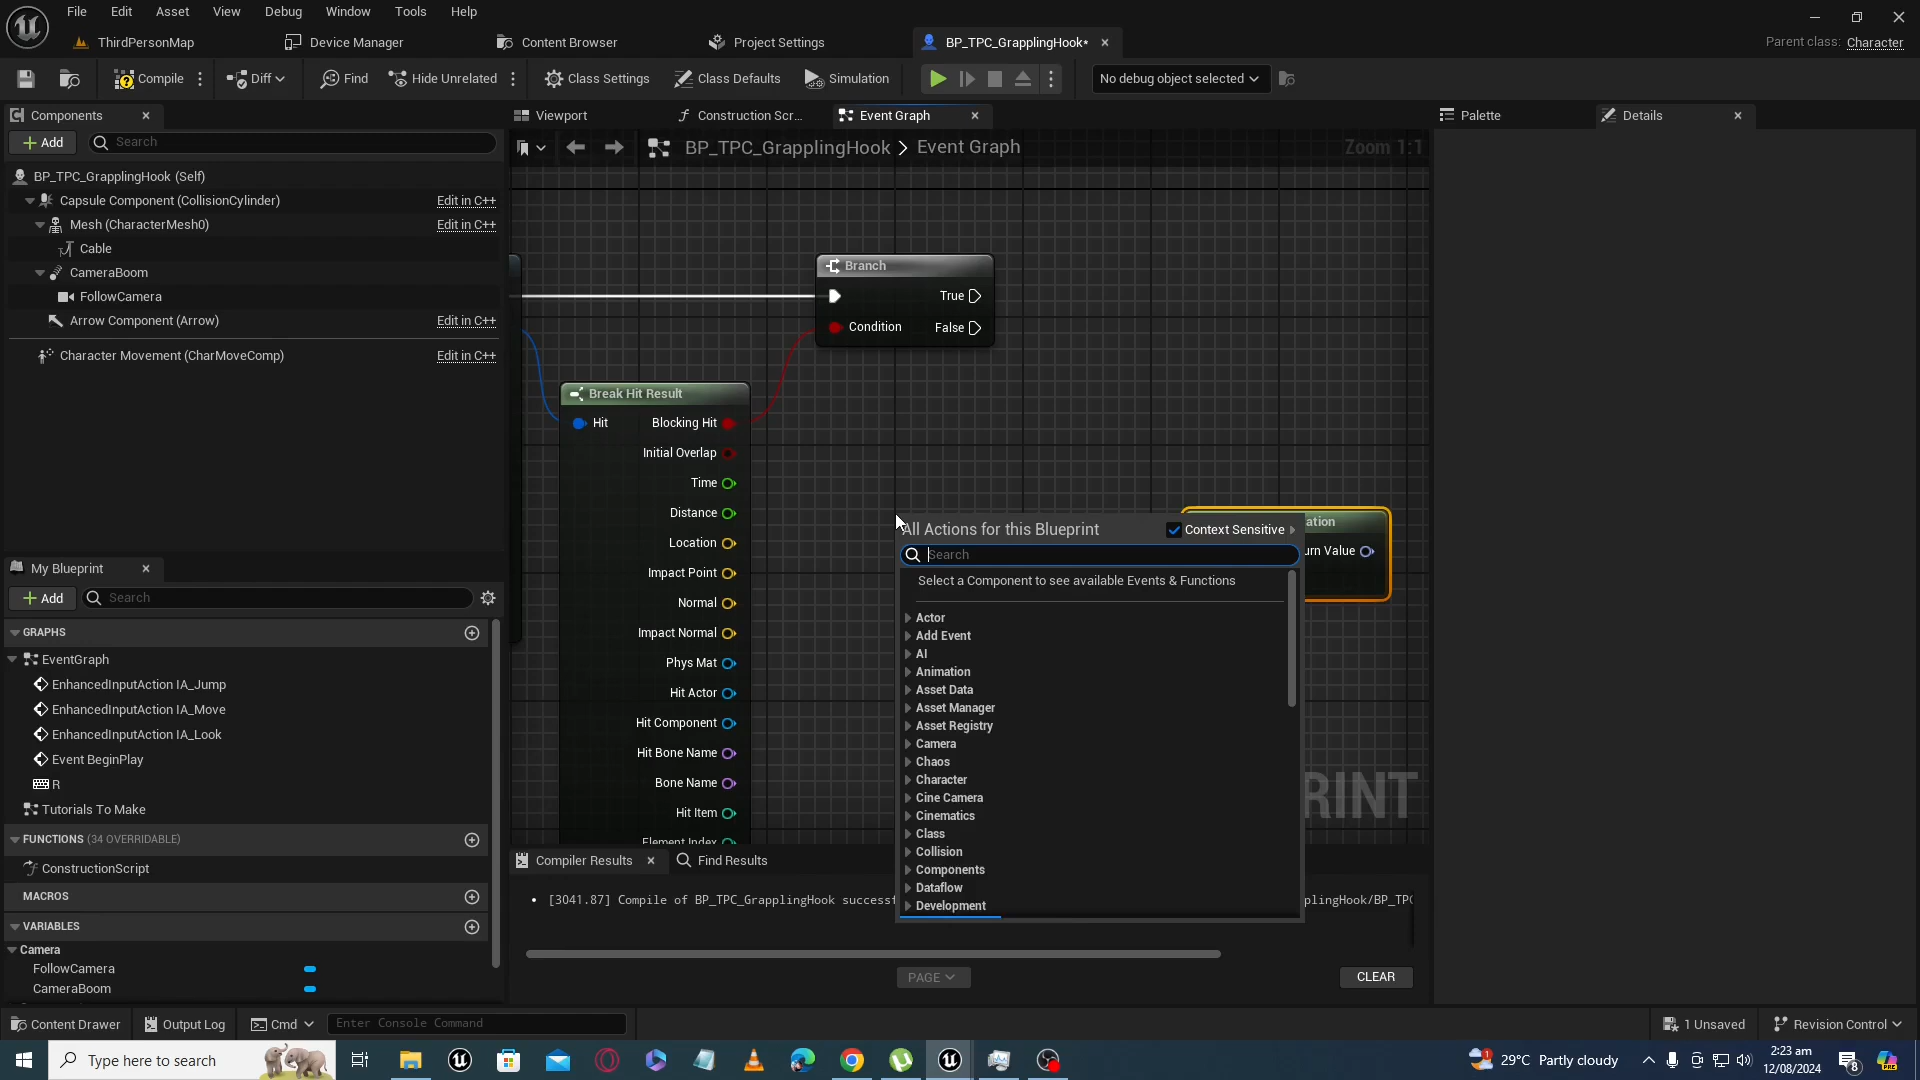 File Edit Asset View Debug Window Tools Help
ThirdPersonMap Device Manager Content Browser Project Settings BP_TPC_GrapplingHook* Parent class: Character
Compile Diff Find Hide Unrelated Class Settings Class Defaults Simulation No debug object selected
Components
Add Search
BP_TPC_GrapplingHook (Self)
Capsule Component (CollisionCylinder) Edit in C++
Mesh (CharacterMesh0) Edit in C++
Cable
CameraBoom
FollowCamera
Arrow Component (Arrow) Edit in C++
Character Movement (CharMoveComp) Edit in C++
My Blueprint
Add Search
GRAPHS
EventGraph
EnhancedInputAction IA_Jump
EnhancedInputAction IA_Move
EnhancedInputAction IA_Look
Event BeginPlay
R
Tutorials To Make
FUNCTIONS (34 OVERRIDABLE)
ConstructionScript
MACROS
VARIABLES
Camera
FollowCamera
CameraBoom
Viewport Construction Scr... Event Graph
BP_TPC_GrapplingHook > Event Graph Zoom 1:1
Branch
True
Condition False
Break Hit Result
Hit Blocking Hit
Initial Overlap
Time
Distance
Location
Impact Point
Normal
Impact Normal
Phys Mat
Hit Actor
Hit Component
Hit Bone Name
Bone Name
Hit Item
Element Index
ation
urn Value
RINT
All Actions for this Blueprint Context Sensitive
Search
Select a Component to see available Events & Functions
Actor
Add Event
AI
Animation
Asset Data
Asset Manager
Asset Registry
Camera
Chaos
Character
Cine Camera
Cinematics
Class
Collision
Components
Dataflow
Development
Palette Details
Compiler Results Find Results
[3041.87] Compile of BP_TPC_GrapplingHook successf plingHook/BP_TPC
PAGE CLEAR
Content Drawer Output Log Cmd Enter Console Command 1 Unsaved Revision Control
Type here to search 29°C Partly cloudy 2:23 am
12/08/2024